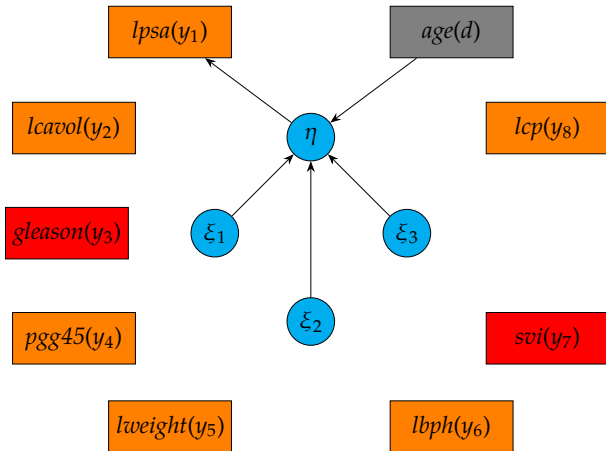 lpsa(y₁)
age(d)
lcavol(y₂)
η
lcp(y₈)
gleason(y₃)
ξ₁
ξ₃
ξ₂
pgg45(y₄)
svi(y₇)
lweight(y₅)
lbph(y₆)